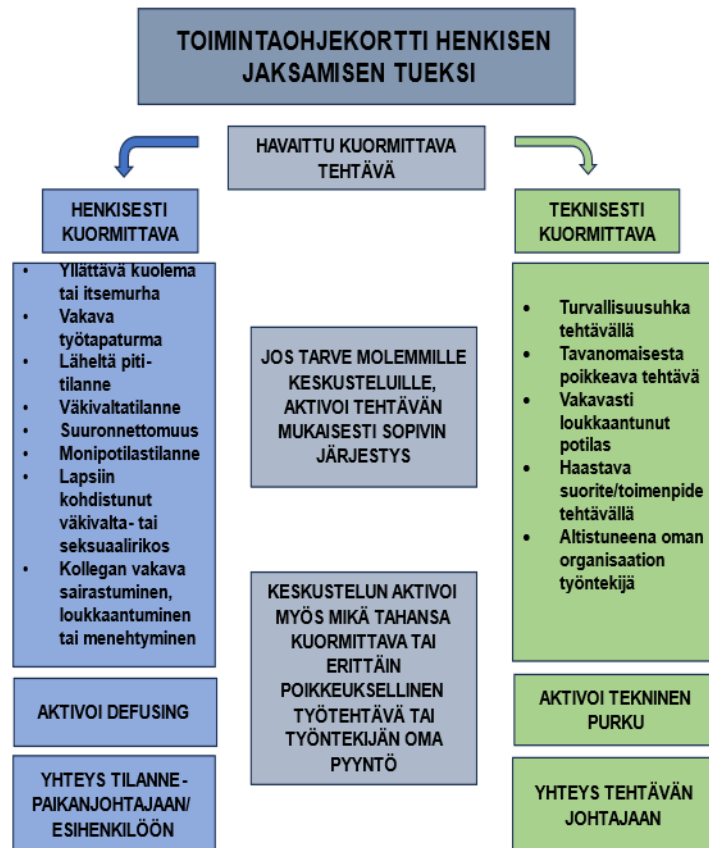 TOIMINTAOHJEKORTTI HENKISEN
JAKSAMISEN TUEKSI
HAVAITTU KUORMITTAVA
TEHTÄVÄ
HENKISESTI
KUORMITTAVA
• Yllättävä kuolema
tai itsemurha
• Vakava
työtapaturma
• Läheltä piti-
tilanne
• Väkivaltatilanne
• Suuronnettomuus
• Monipotilastilanne
• Lapsiin
kohdistunut
väkivalta- tai
seksuaalirikos
• Kollegan vakava
sairastuminen,
loukkaantuminen
tai menehtyminen
AKTIVOI DEFUSING
YHTEYS TILANNE-
PAIKANJOHTAJAAN/
ESIHENKILÖÖN
JOS TARVE MOLEMMILLE
KESKUSTELUILLE,
AKTIVOI TEHTÄVÄN
MUKAISESTI SOPIVIN
JÄRJESTYS
KESKUSTELUN AKTIVOI
MYÖS MIKÄ TAHANSA
KUORMITTAVA TAI
ERITTÄIN
POIKKEUKSELLINEN
TYÖTEHTÄVÄ TAI
TYÖNTEKIJÄN OMA
PYYNTÖ
TEKNISESTI
KUORMITTAVA
• Turvallisuusuhka
tehtävällä
• Tavanomaisesta
poikkeava tehtävä
• Vakavasti
loukkaantunut
potilas
• Haastava
suorite/toimenpide
tehtävällä
• Altistuneena oman
organisaation
työntekijä
AKTIVOI TEKNINEN
PURKU
YHTEYS TEHTÄVÄN
JOHTAJAAN